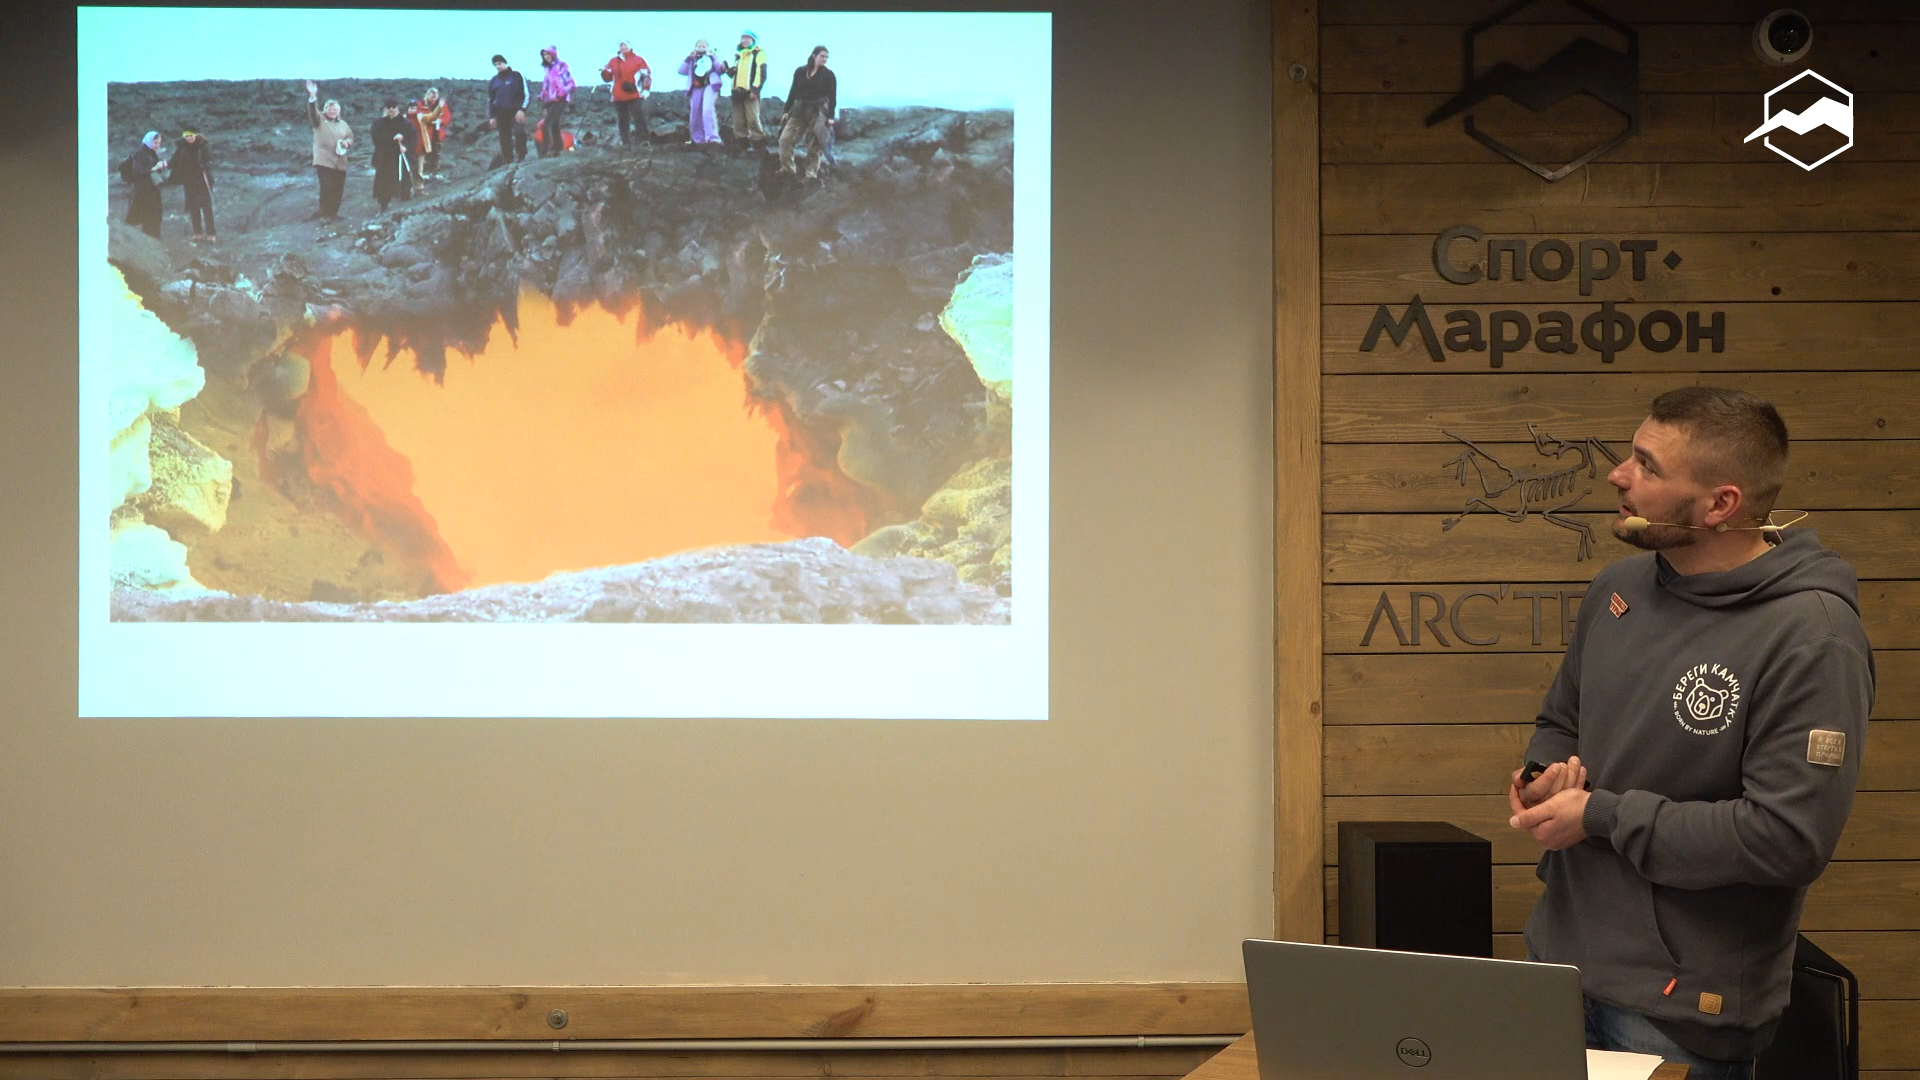 Спорт·
Марафон
ARC'TE
БЕРЕГИ КАМЧАТКУ
BORN BY NATURE
DELL